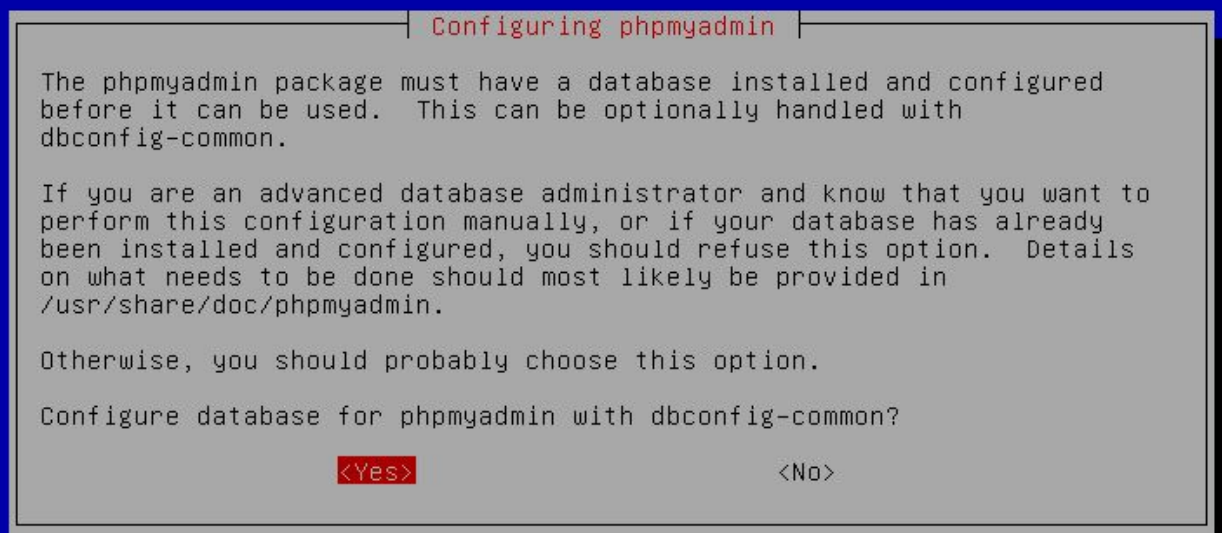 Configuring phpmyadmin
The phpmyadmin package must have a database installed and configured
before it can be used.  This can be optionally handled with
dbconfig-common.
If you are an advanced database administrator and know that you want to
perform this configuration manually, or if your database has already
been installed and configured, you should refuse this option.  Details
on what needs to be done should most likely be provided in
/usr/share/doc/phpmyadmin.
Otherwise, you should probably choose this option.
Configure database for phpmyadmin with dbconfig-common?
<Yes> <No>